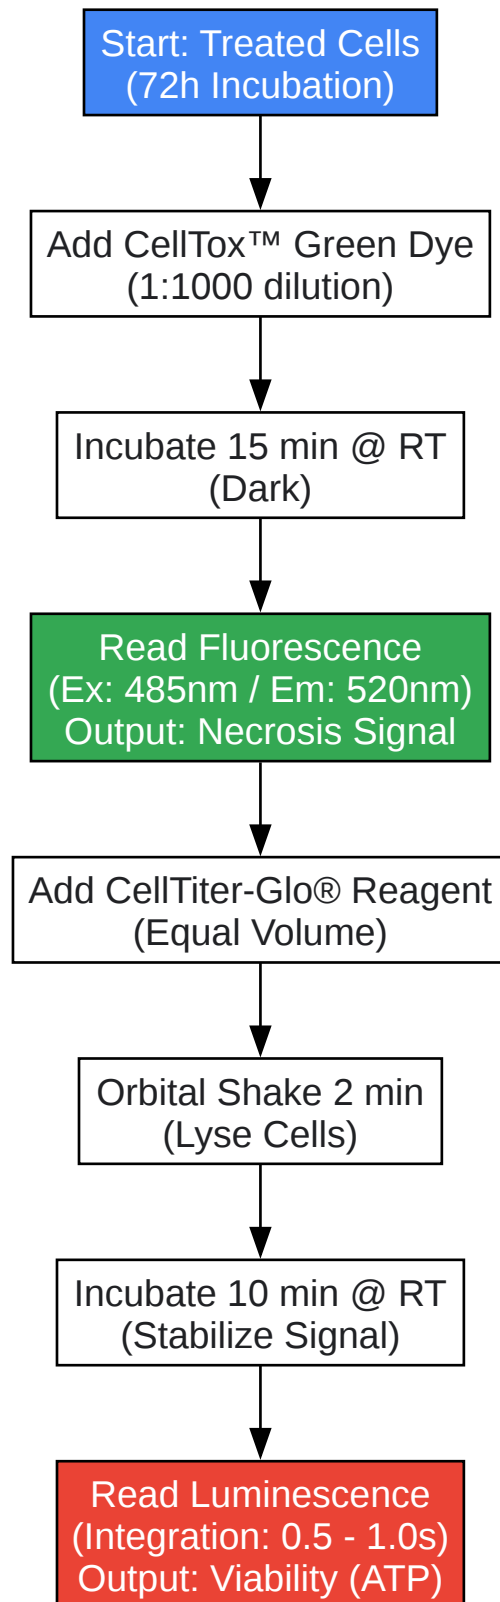 Start: Treated Cells
(72h Incubation)
Add CellTox™ Green Dye
(1:1000 dilution)
Incubate 15 min @ RT
(Dark)
Read Fluorescence
(Ex: 485nm / Em: 520nm)
Output: Necrosis Signal
Add CellTiter-Glo® Reagent
(Equal Volume)
Orbital Shake 2 min
(Lyse Cells)
Incubate 10 min @ RT
(Stabilize Signal)
Read Luminescence
(Integration: 0.5 - 1.0s)
Output: Viability (ATP)